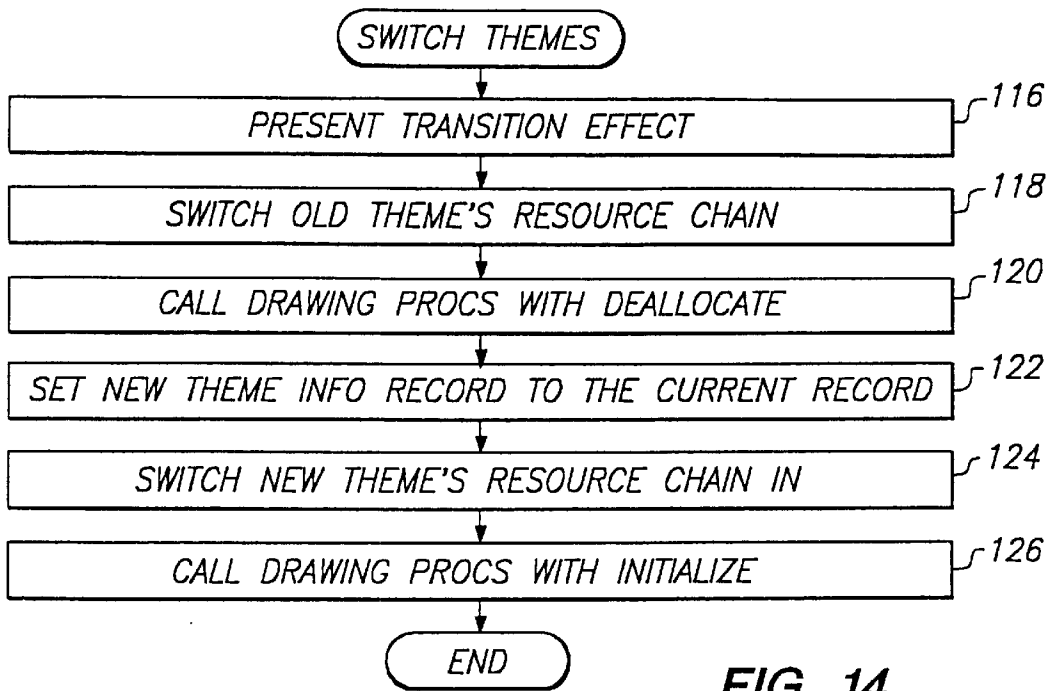 SWITCH THEMES
PRESENT TRANSITION EFFECT
116
SWITCH OLD THEME'S RESOURCE CHAIN
118
CALL DRAWING PROCS WITH DEALLOCATE
120
SET NEW THEME INFO RECORD TO THE CURRENT RECORD
122
SWITCH NEW THEME'S RESOURCE CHAIN IN
124
CALL DRAWING PROCS WITH INITIALIZE
126
END
FIG. 14